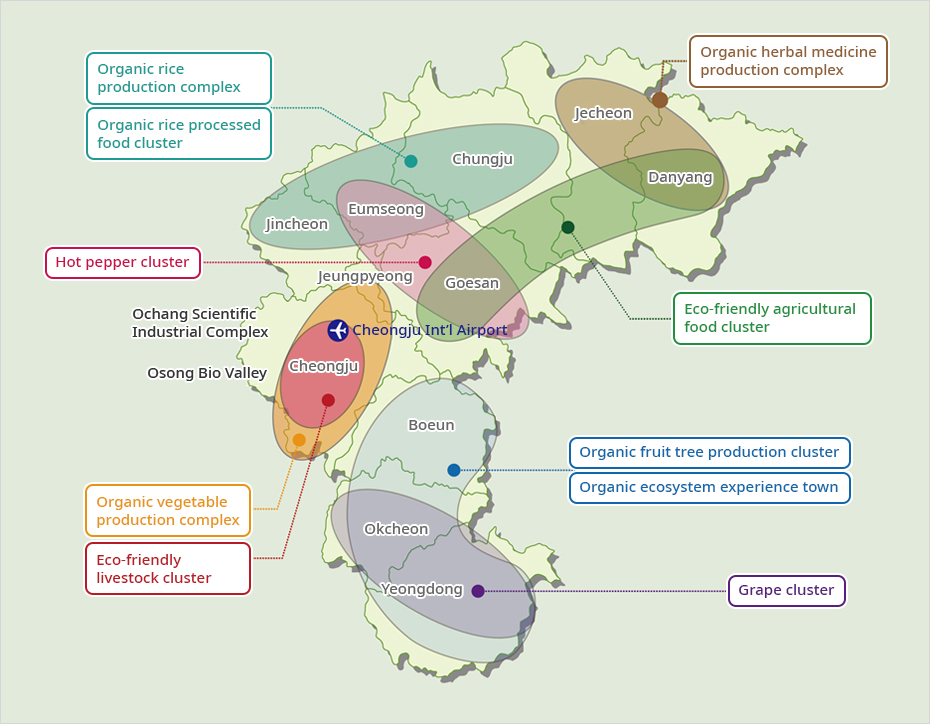 Organic herbal medicine
production complex
Organic rice
production complex
Organic rice processed
food cluster
Jecheon
Chungju
Danyang
Eumseong
Jincheon
Hot pepper cluster
Jeungpyeong
Goesan
Ochang Scientific
Industrial Complex
Eco-friendly agricultural
food cluster
Cheongju Int'l Airport
Cheongju
Osong Bio Valley
Boeun
Organic fruit tree production cluster
Organic ecosystem experience town
Organic vegetable
production complex
Okcheon
Eco-friendly
livestock cluster
Yeongdong
Grape cluster